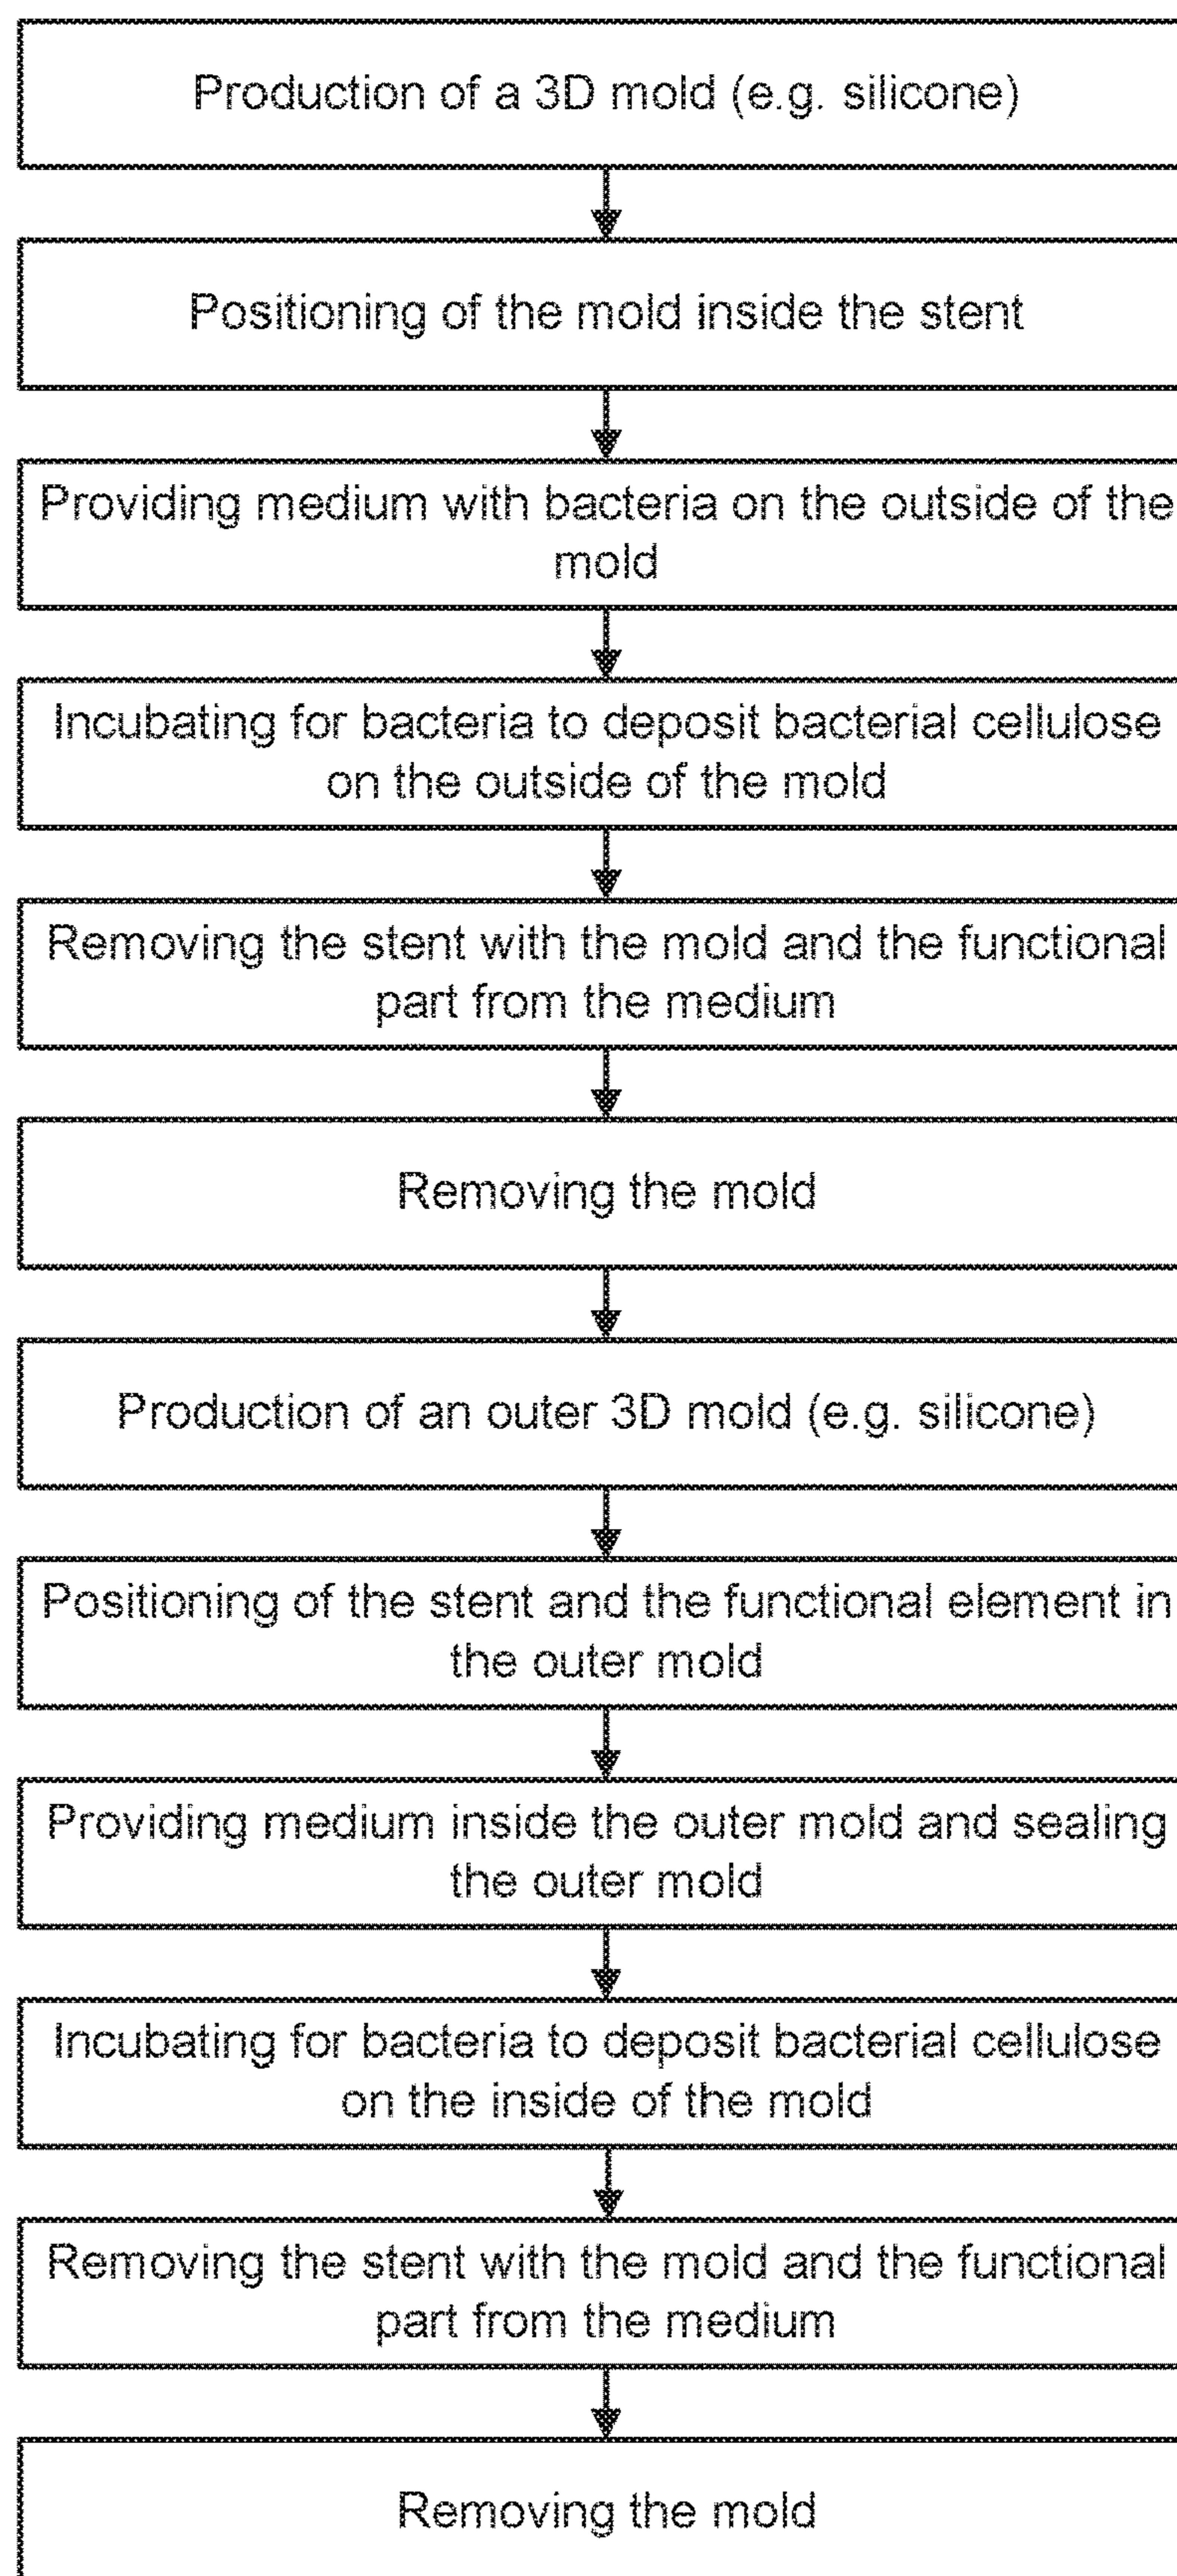 Production of a 3D mold (e.g. silicone)
Positioning of the mold inside the stent
Providing medium with bacteria on the outside of the
mold
Incubating for bacteria to deposit bacterial cellulose
on the outside of the mold
Removing the stent with the mold and the functional
part from the medium
Removing the mold
Production of an outer 3D mold (e.g. silicone)
Positioning of the stent and the functional element in
the outer mold
Providing medium inside the outer mold and sealing
the outer mold
Incubating for bacteria to deposit bacterial cellulose
on the inside of the mold
Removing the stent with the mold and the functional
part from the medium
Removing the mold